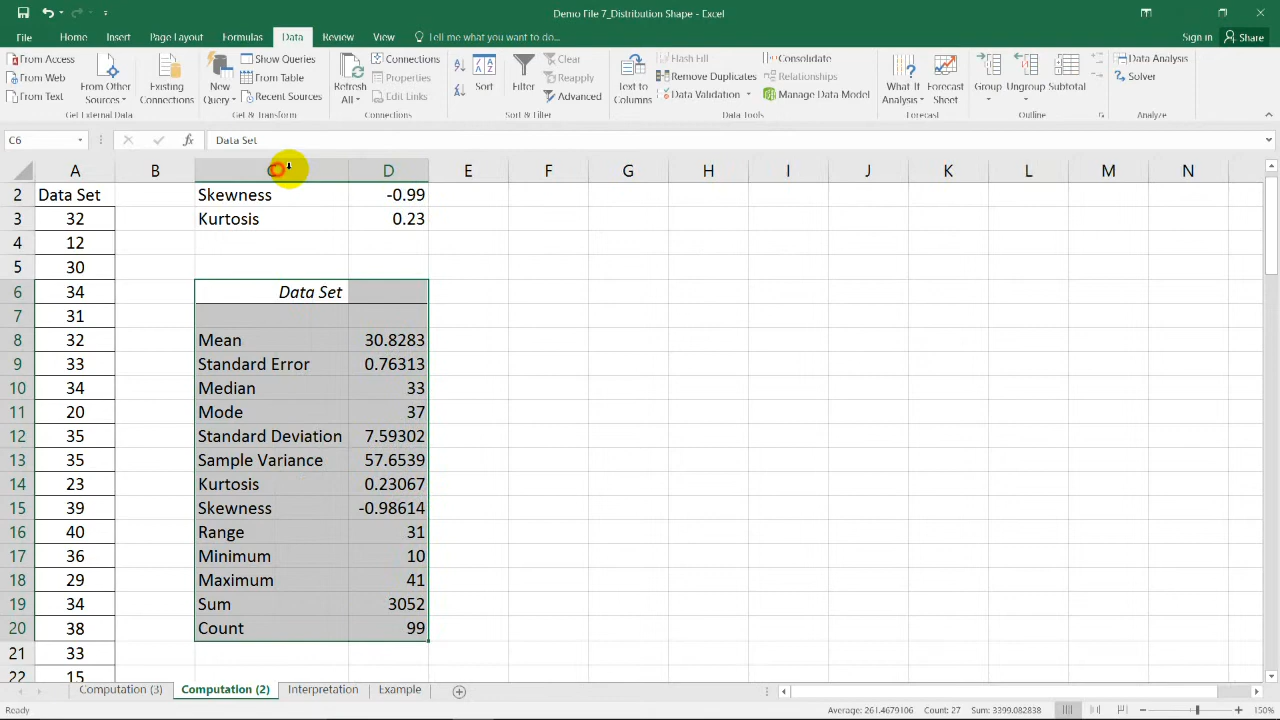 Demo File 7_Distribution Shape - Excel
File Home Insert Page Layout Formulas Data Review View Tell me what you want to do... Sign in Share
From Access
From Web
From Text
From Other Sources
Existing Connections
Get External Data
New Query
Show Queries
From Table
Recent Sources
Get & Transform
Refresh All
Connections
Properties
Edit Links
Connections
Sort
Filter
Clear
Reapply
Advanced
Sort & Filter
Text to Columns
Flash Fill
Remove Duplicates
Data Validation
Consolidate
Relationships
Manage Data Model
Data Tools
What If Analysis
Forecast Sheet
Forecast
Group
Ungroup
Subtotal
Outline
Data Analysis
Solver
Analyze
C6 fx Data Set
A B C D E F G H I J K L M N
2 Data Set Skewness -0.99
3 32 Kurtosis 0.23
4 12
5 30
6 34 Data Set
7 31
8 32 Mean 30.8283
9 33 Standard Error 0.76313
10 34 Median 33
11 20 Mode 37
12 35 Standard Deviation 7.59302
13 35 Sample Variance 57.6539
14 23 Kurtosis 0.23067
15 39 Skewness -0.98614
16 40 Range 31
17 36 Minimum 10
18 29 Maximum 41
19 34 Sum 3052
20 38 Count 99
21 33
22 15
Computation (3) Computation (2) Interpretation Example
Ready Average: 261.4679106 Count: 27 Sum: 3399.082838 150%